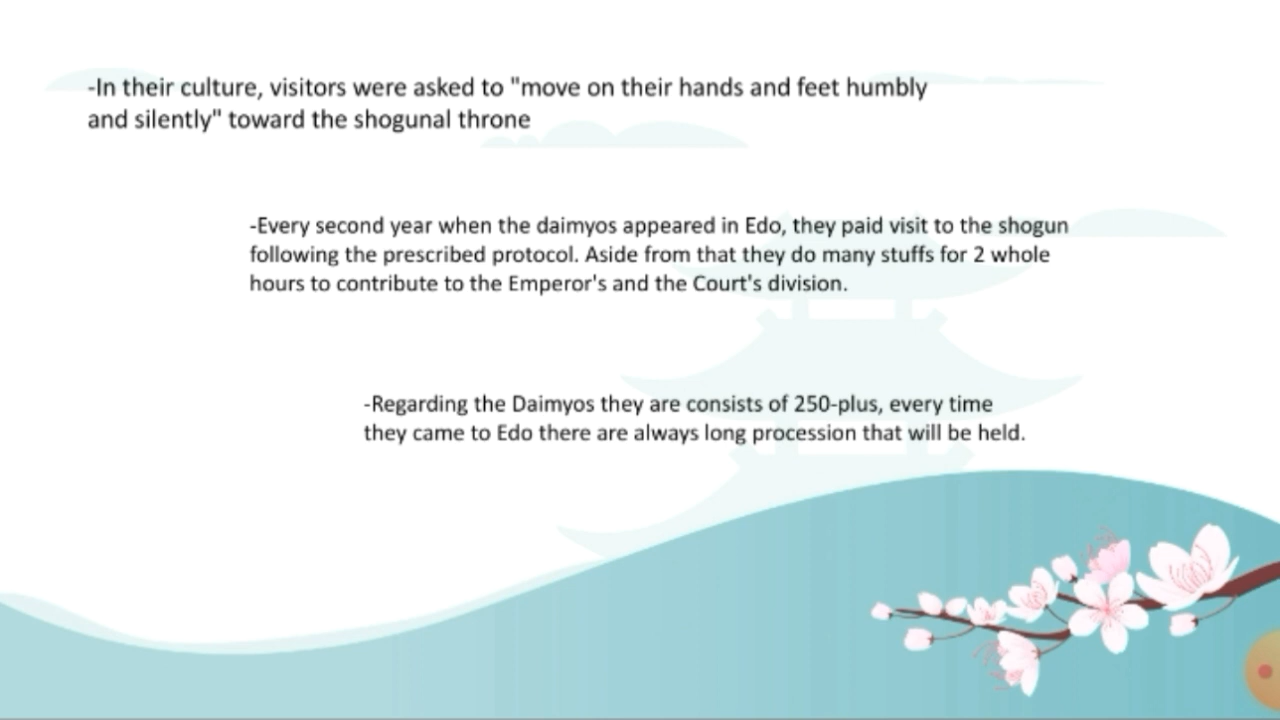 -In their culture, visitors were asked to "move on their hands and feet humbly
and silently" toward the shogunal throne
-Every second year when the daimyos appeared in Edo, they paid visit to the shogun
following the prescribed protocol. Aside from that they do many stuffs for 2 whole
hours to contribute to the Emperor's and the Court's division.
-Regarding the Daimyos they are consists of 250-plus, every time
they came to Edo there are always long procession that will be held.